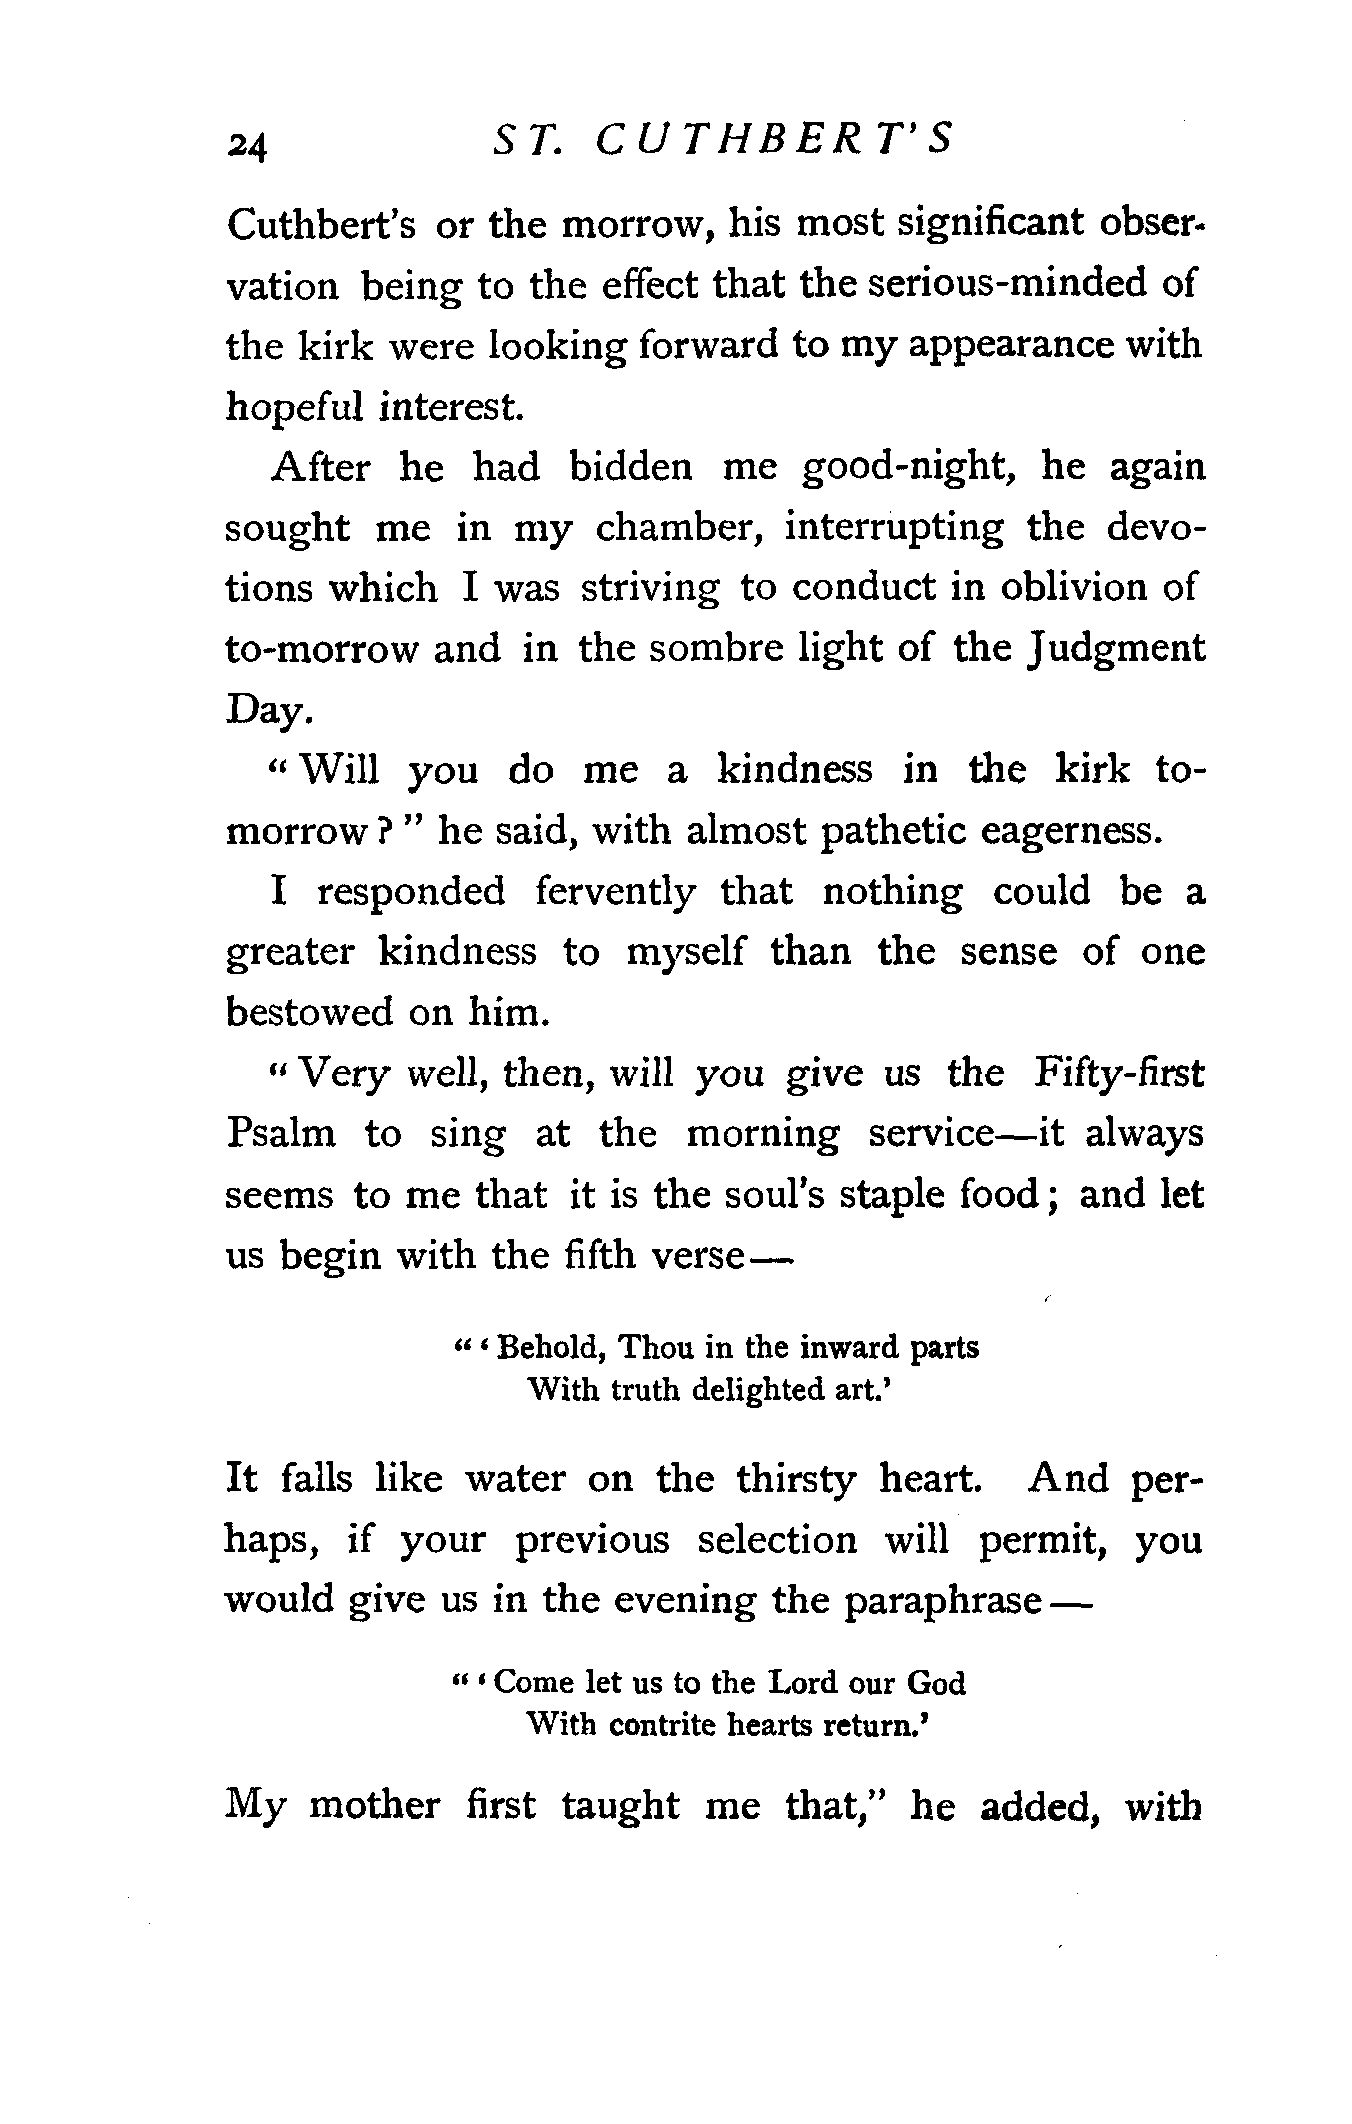 24 ST. CUTHBERT'S
Cuthbert's or the morrow, his most significant obser-
vation being to the effect that the serious-minded of
the kirk were looking forward to my appearance with
hopeful interest.
After he had bidden me good-night, he again
sought me in my chamber, interrupting the devo-
tions which I was striving to conduct in oblivion of
to-morrow and in the sombre light of the Judgment
Day.
" Will you do me a kindness in the kirk to-
morrow ? " he said, with almost pathetic eagerness.
I responded fervently that nothing could be a
greater kindness to myself than the sense of one
bestowed on him.
" Very well, then, will you give us the Fifty-first
Psalm to sing at the morning service—it always
seems to me that it is the soul's staple food ; and let
us begin with the fifth verse—
" ' Behold, Thou in the inward parts
With truth delighted art.'
It falls like water on the thirsty heart. And per-
haps, if your previous selection will permit, you
would give us in the evening the paraphrase —
" ' Come let us to the Lord our God
With contrite hearts return.'
My mother first taught me that," he added, with